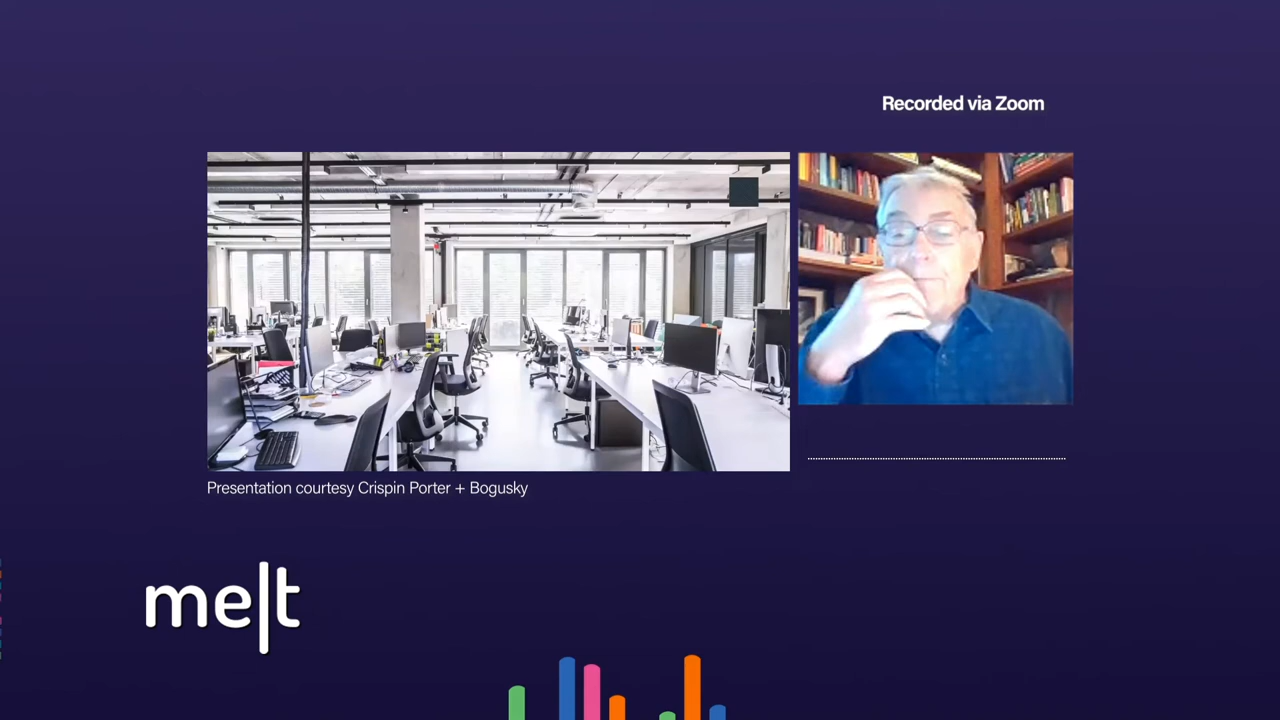 Recorded via Zoom
Presentation courtesy Crispin Porter + Bogusky
melt